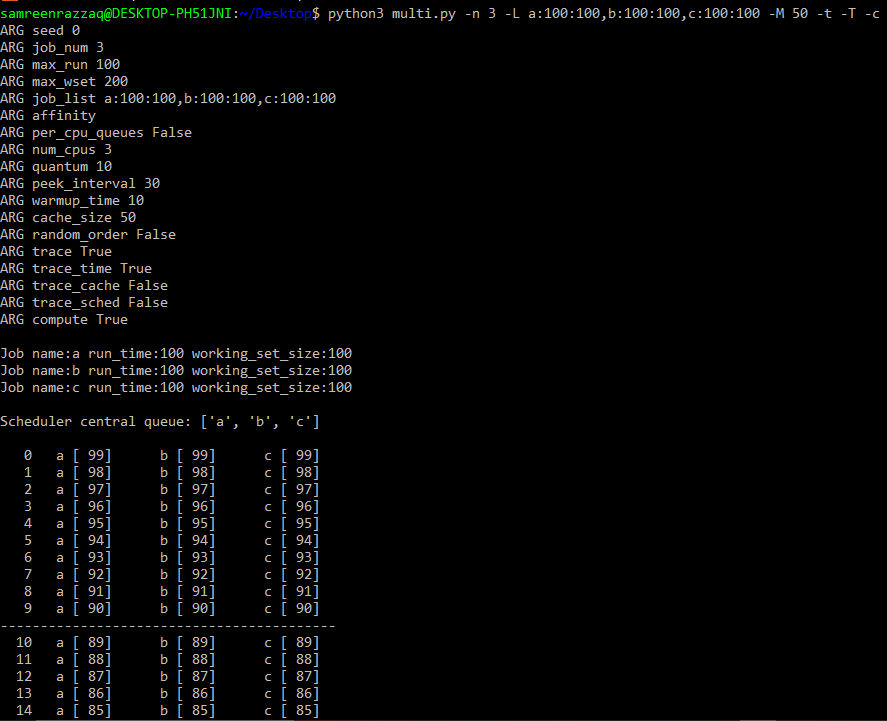 samreenrazzaq@DESKTOP-PH51JNI:~/Desktop$ python3 multi.py -n 3 -L a:100:100,b:100:100,c:100:100 -M 50 -t -T -c
ARG seed 0
ARG job_num 3
ARG max_run 100
ARG max_wset 200
ARG job_list a:100:100,b:100:100,c:100:100
ARG affinity
ARG per_cpu_queues False
ARG num_cpus 3
ARG quantum 10
ARG peek_interval 30
ARG warmup_time 10
ARG cache_size 50
ARG random_order False
ARG trace True
ARG trace_time True
ARG trace_cache False
ARG trace_sched False
ARG compute True

Job name:a run_time:100 working_set_size:100
Job name:b run_time:100 working_set_size:100
Job name:c run_time:100 working_set_size:100

Scheduler central queue: ['a', 'b', 'c']

   0   a [ 99]      b [ 99]      c [ 99]
   1   a [ 98]      b [ 98]      c [ 98]
   2   a [ 97]      b [ 97]      c [ 97]
   3   a [ 96]      b [ 96]      c [ 96]
   4   a [ 95]      b [ 95]      c [ 95]
   5   a [ 94]      b [ 94]      c [ 94]
   6   a [ 93]      b [ 93]      c [ 93]
   7   a [ 92]      b [ 92]      c [ 92]
   8   a [ 91]      b [ 91]      c [ 91]
   9   a [ 90]      b [ 90]      c [ 90]
------------------------------------------
  10   a [ 89]      b [ 89]      c [ 89]
  11   a [ 88]      b [ 88]      c [ 88]
  12   a [ 87]      b [ 87]      c [ 87]
  13   a [ 86]      b [ 86]      c [ 86]
  14   a [ 85]      b [ 85]      c [ 85]